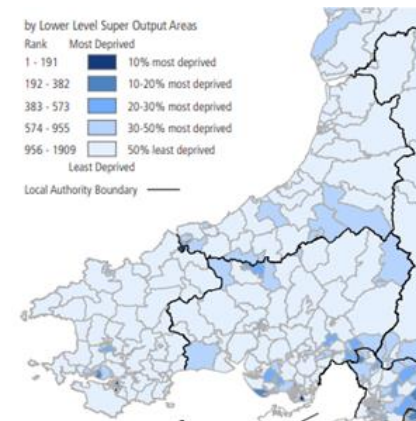 by Lower Level Super Output Areas
Rank Most Deprived
1 - 191 10% most deprived
192 - 382 10-20% most deprived
383 - 573 20-30% most deprived
574 - 955 30-50% most deprived
956 - 1909 50% least deprived
Least Deprived
Local Authority Boundary